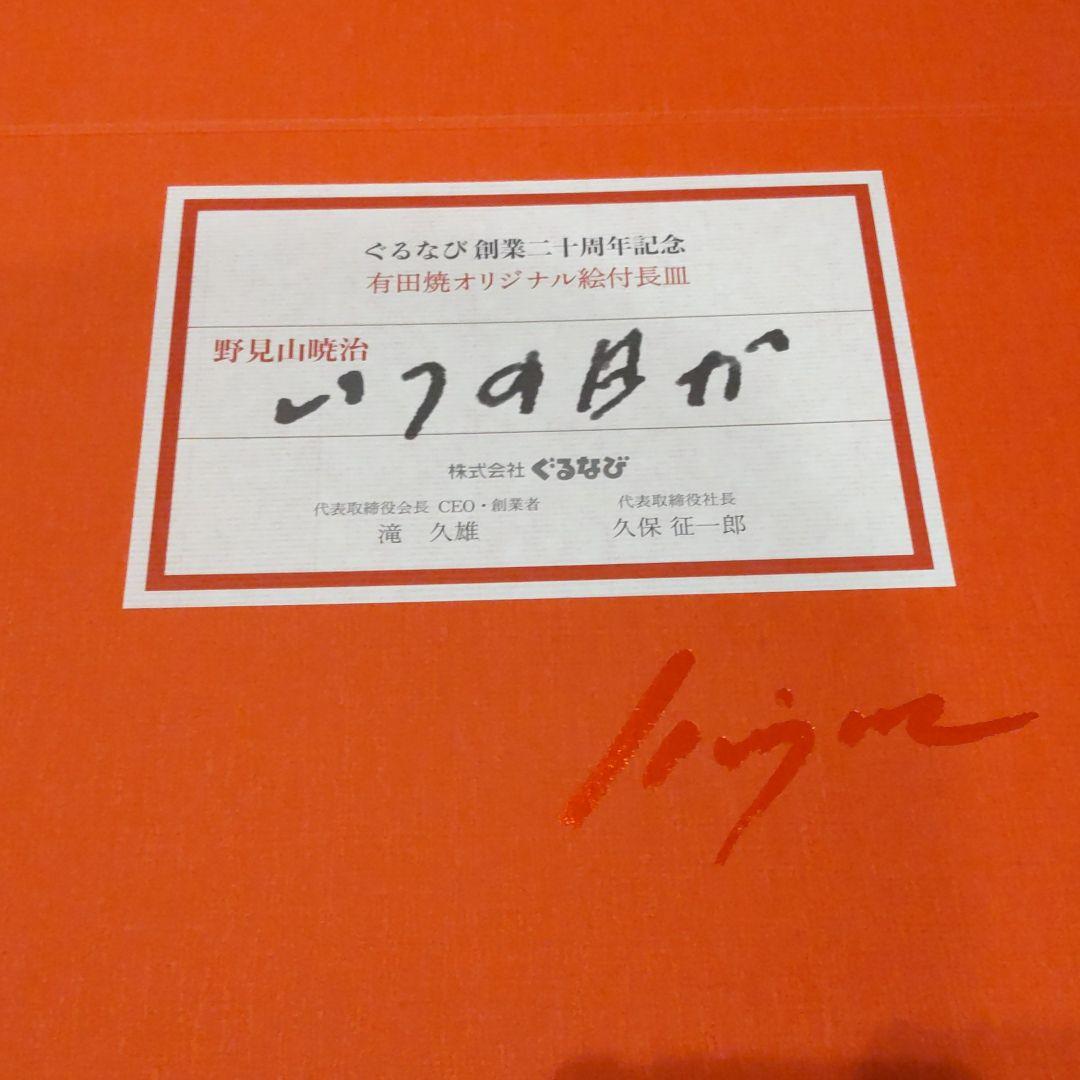 ぐるなび 創業二十周年記念
有田焼オリジナル絵付長皿
野見山暁治
いつの日か
株式会社 ぐるなび
代表取締役会長 CEO・創業者
滝 久雄
代表取締役社長
久保 征一郎